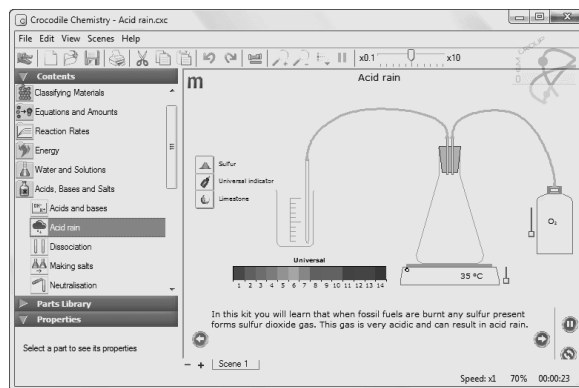 Crocodile Chemistry - Acid rain.cxc
File Edit View Scenes Help
x0.1 x10
Contents
Classifying Materials
Equations and Amounts
Reaction Rates
Energy
Water and Solutions
Acids, Bases and Salts
Acids and bases
Acid rain
Dissociation
Making salts
Neutralisation
Parts Library
Properties
Select a part to see its properties
m
Acid rain
Sulfur
Universal indicator
Limestone
O₂
Universal
1 2 3 4 5 6 7 8 9 10 11 12 13 14
35 °C
In this kit you will learn that when fossil fuels are burnt any sulfur present
forms sulfur dioxide gas. This gas is very acidic and can result in acid rain.
- + Scene 1
Speed: x1 70% 00:00:23